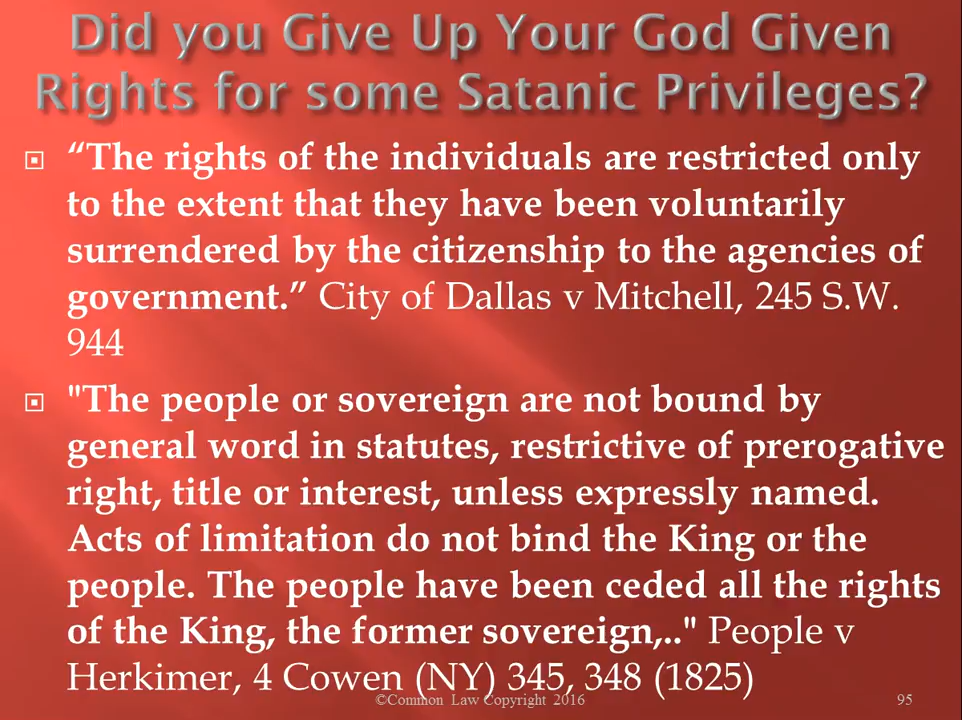 Did you Give Up Your God Given
Rights for some Satanic Privileges?
“The rights of the individuals are restricted only
to the extent that they have been voluntarily
surrendered by the citizenship to the agencies of
government.” City of Dallas v Mitchell, 245 S.W.
944
"The people or sovereign are not bound by
general word in statutes, restrictive of prerogative
right, title or interest, unless expressly named.
Acts of limitation do not bind the King or the
people. The people have been ceded all the rights
of the King, the former sovereign,.." People v
Herkimer, 4 Cowen (NY) 345, 348 (1825)
©Common Law Copyright 2016
95